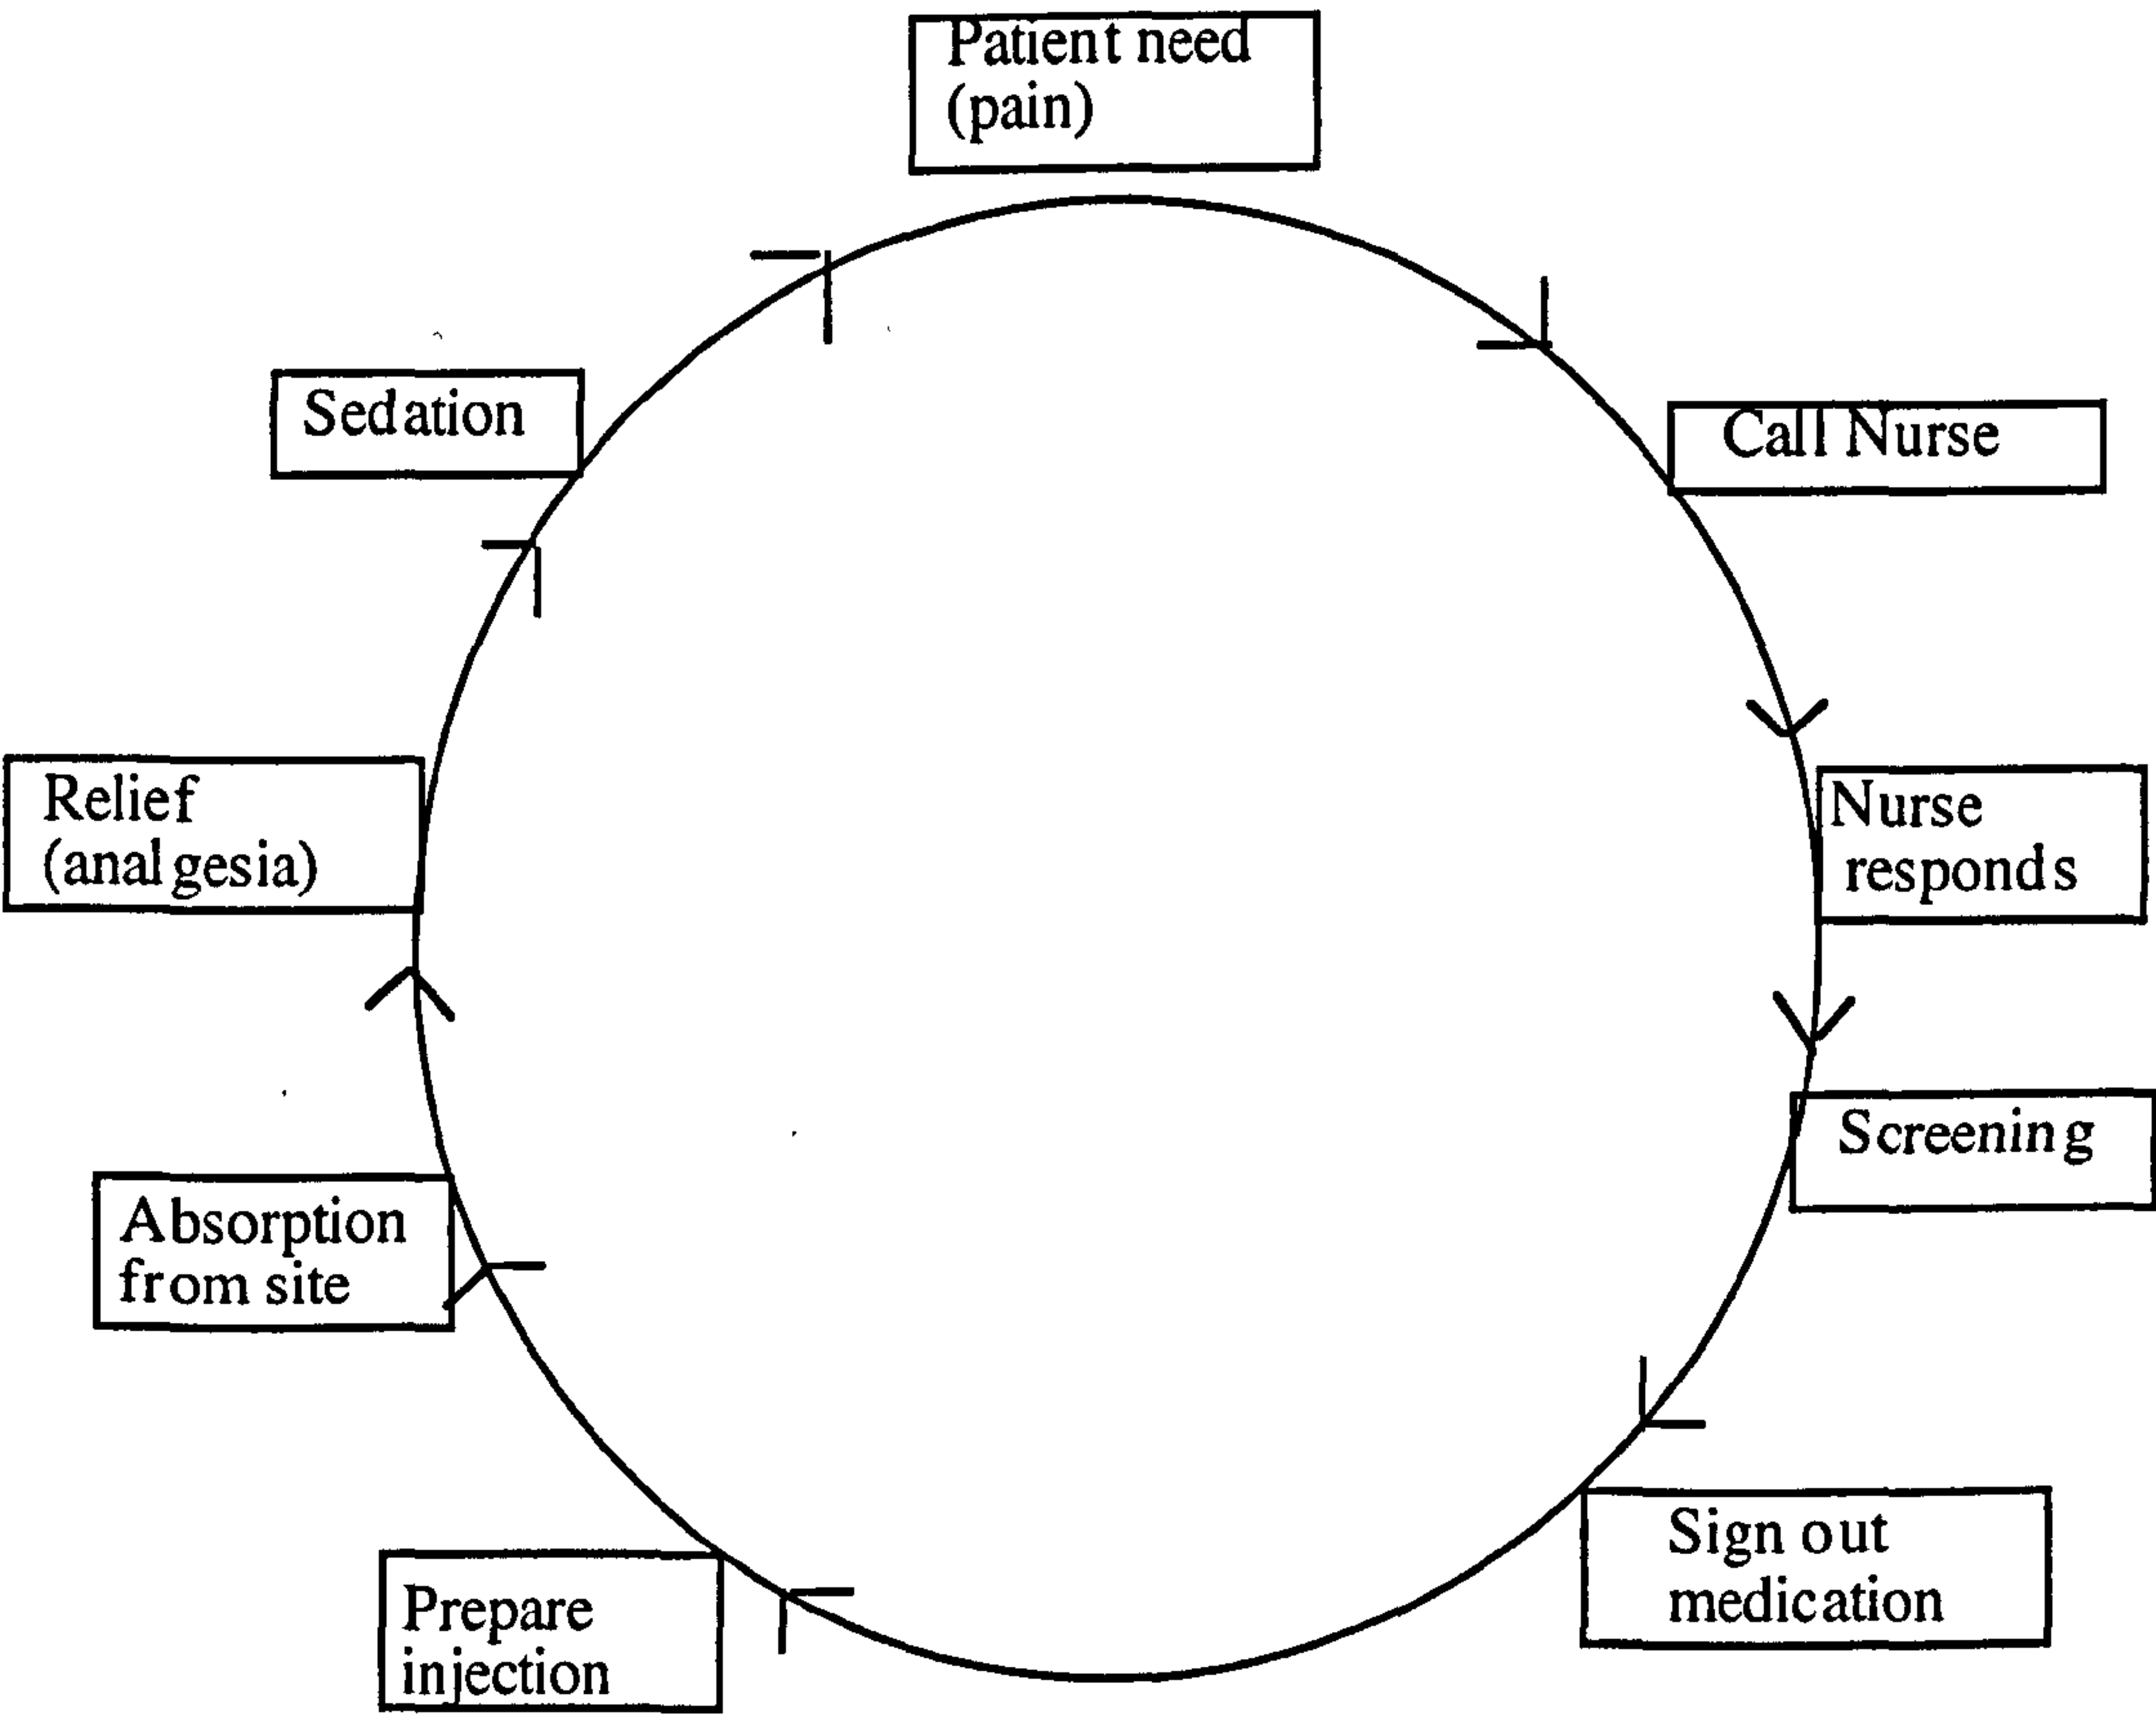 Patient need
(pain)
Call Nurse
Nurse
responds
Screening
Sign out
medication
Prepare
injection
Absorption
from site
Relief
(analgesia)
Sedation